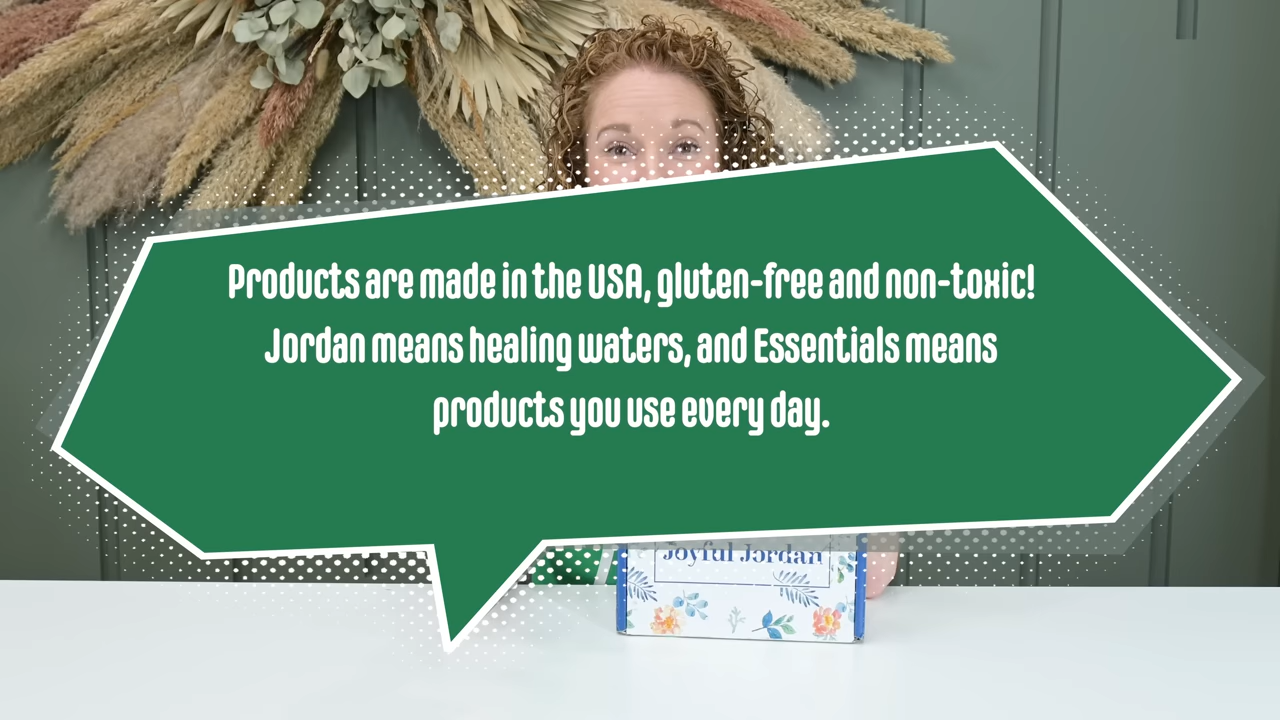 Products are made in the USA, gluten-free and non-toxic!
Jordan means healing waters, and Essentials means
products you use every day.
Joyful Jordan